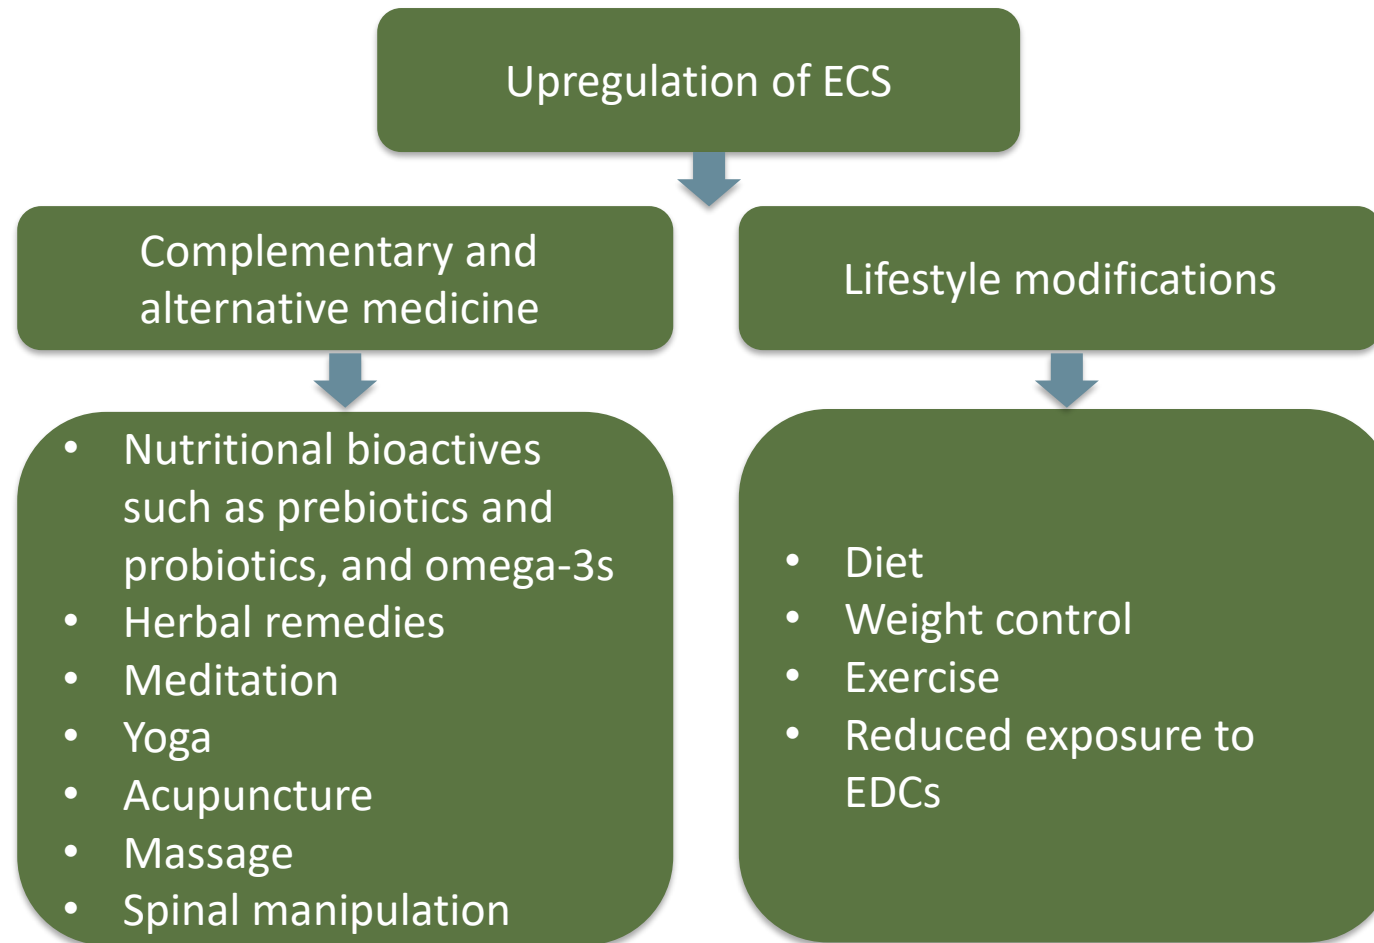 Upregulation of ECS
Complementary and
alternative medicine
Lifestyle modifications
• Nutritional bioactives
such as prebiotics and
probiotics, and omega-3s
• Herbal remedies
• Meditation
• Yoga
• Acupuncture
• Massage
• Spinal manipulation
• Diet
• Weight control
• Exercise
• Reduced exposure to
EDCs